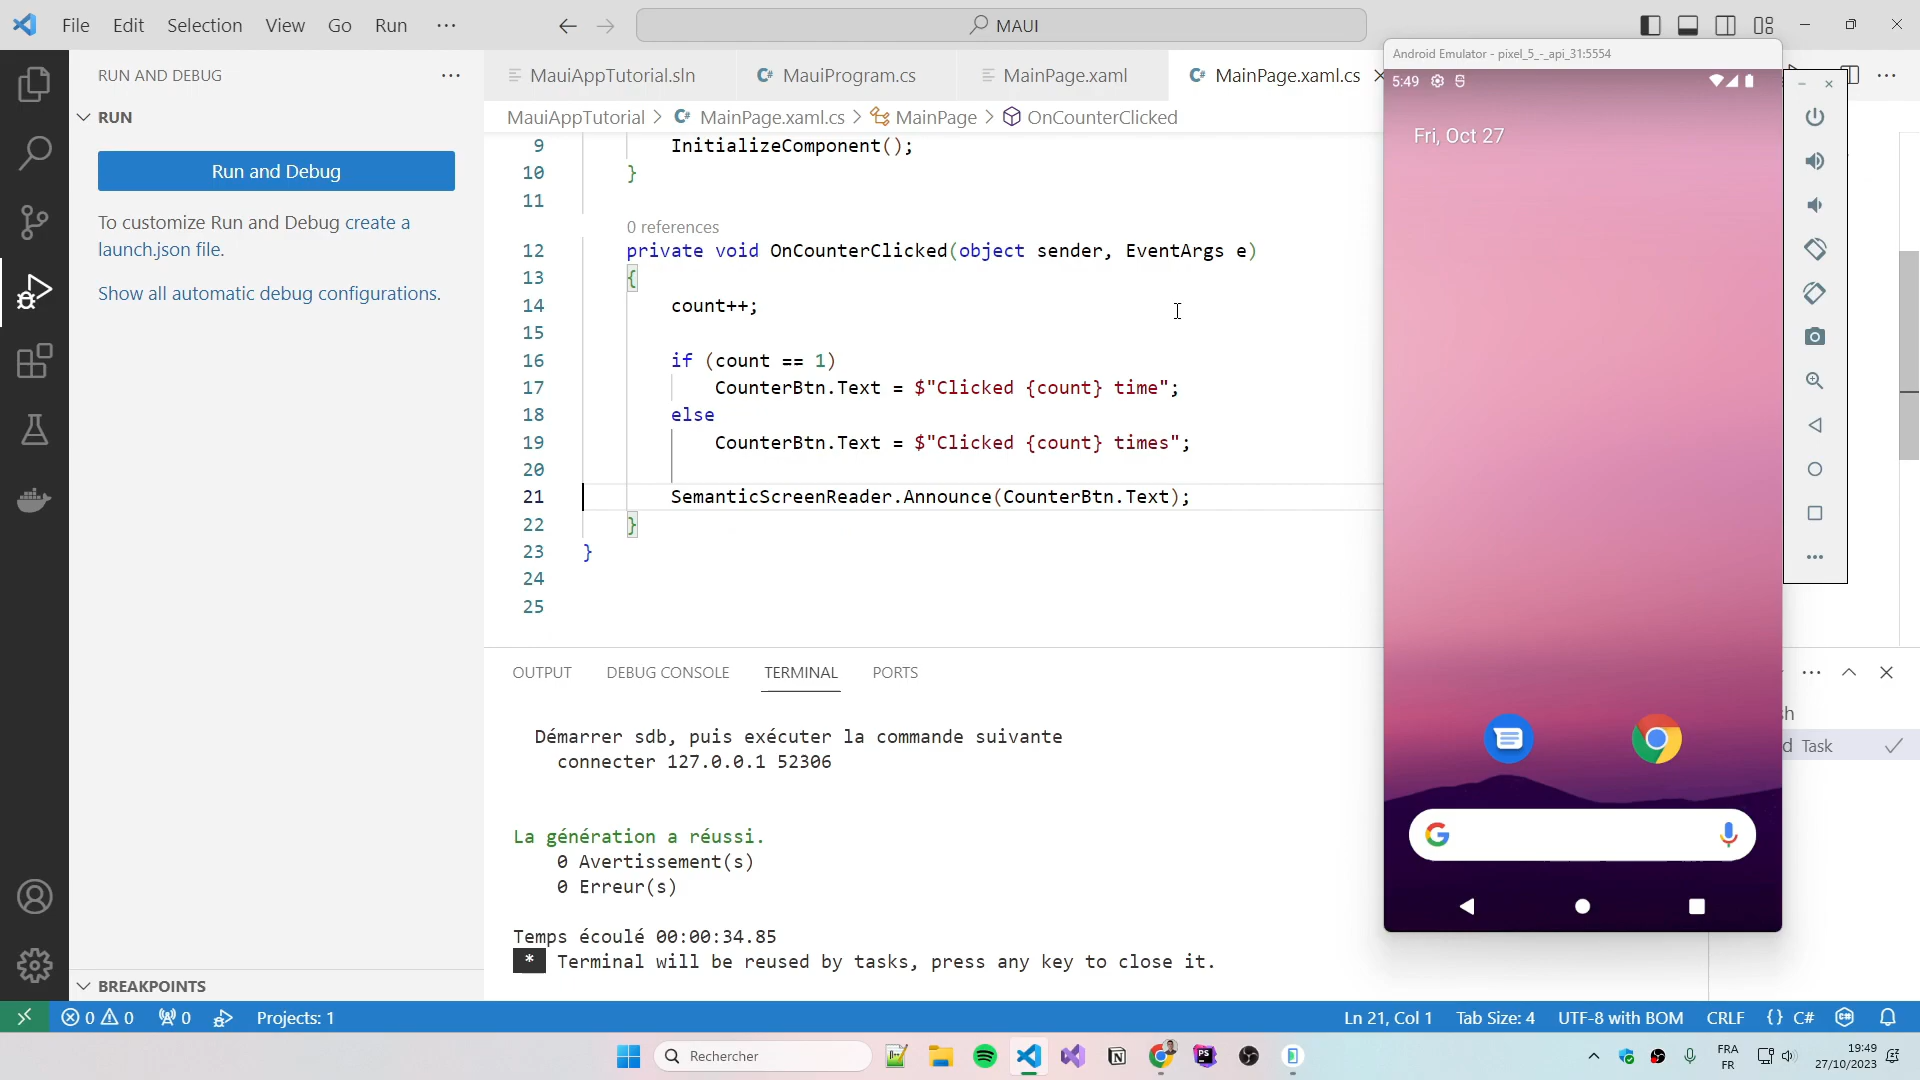 File Edit Selection View Go Run ···
MAUI
RUN AND DEBUG
RUN
Run and Debug
To customize Run and Debug create a
launch.json file.
Show all automatic debug configurations.
BREAKPOINTS
MauiAppTutorial.sln
MauiProgram.cs
MainPage.xaml
MainPage.xaml.cs
MauiAppTutorial > MainPage.xaml.cs > MainPage > OnCounterClicked
9 InitializeComponent();
10 }
11
0 references
12 private void OnCounterClicked(object sender, EventArgs e)
13 {
14 count++;
15
16 if (count == 1)
17 CounterBtn.Text = $"Clicked {count} time";
18 else
19 CounterBtn.Text = $"Clicked {count} times";
20
21 SemanticScreenReader.Announce(CounterBtn.Text);
22 }
23 }
24
25
OUTPUT DEBUG CONSOLE TERMINAL PORTS
Démarrer sdb, puis exécuter la commande suivante
connecter 127.0.0.1 52306
La génération a réussi.
0 Avertissement(s)
0 Erreur(s)
Temps écoulé 00:00:34.85
* Terminal will be reused by tasks, press any key to close it.
Task
Android Emulator - pixel_5_-_api_31:5554
5:49
Fri, Oct 27
0 0 0 Projects: 1
Ln 21, Col 1 Tab Size: 4 UTF-8 with BOM CRLF {} C#
Rechercher
FRA
FR
19:49
27/10/2023